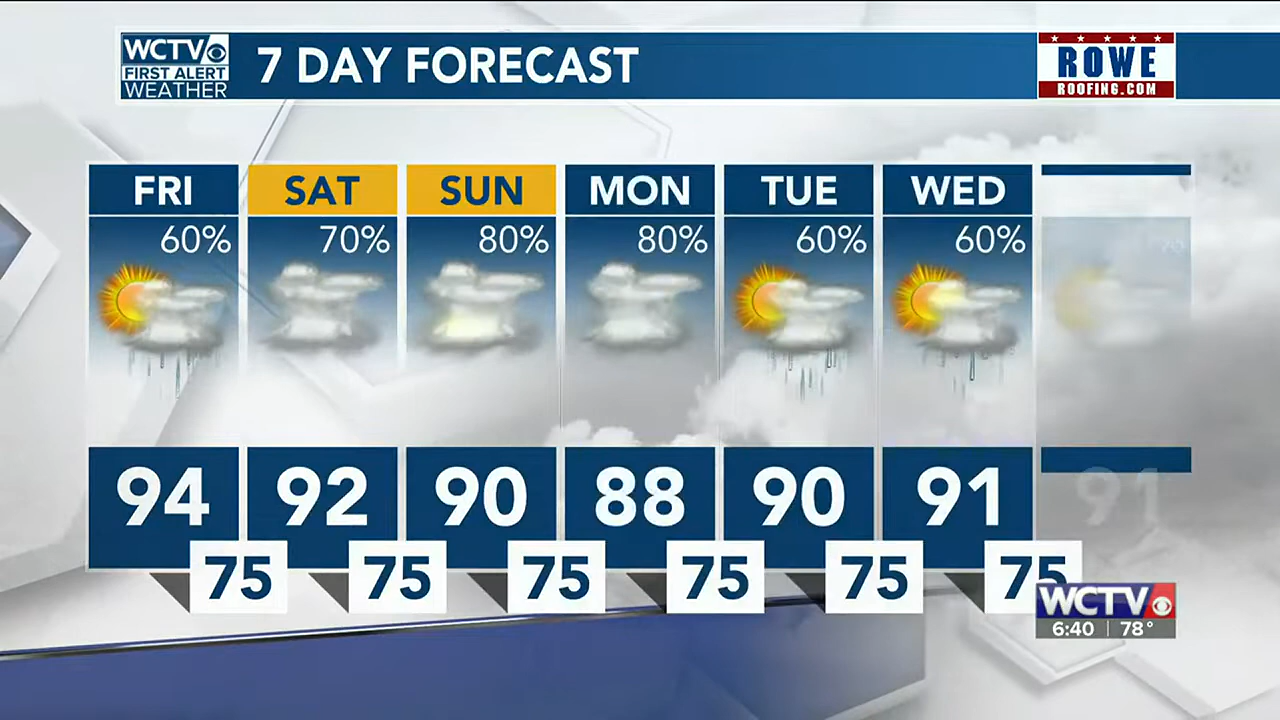 WCTV
FIRST ALERT
WEATHER
7 DAY FORECAST
ROWE
ROOFING.COM
FRI SAT SUN MON TUE WED
60% 70% 80% 80% 60% 60%
94 92 90 88 90 91 91
75 75 75 75 75 75
WCTV
6:40 | 78°